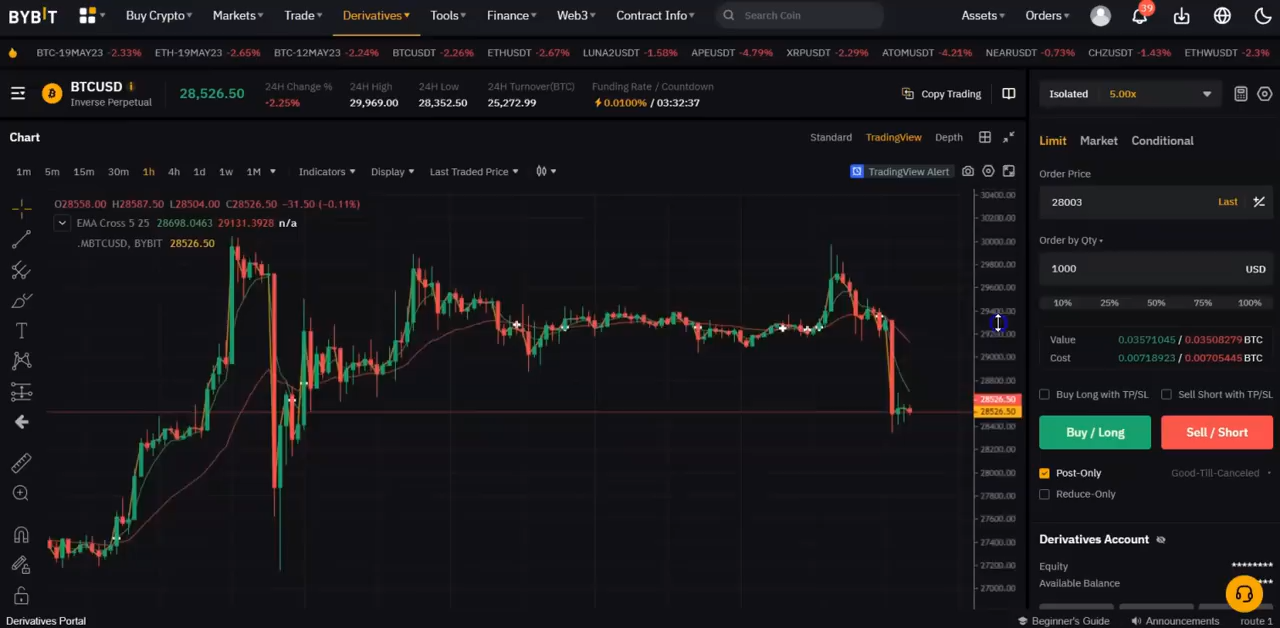 BYBIT Buy Crypto Markets Trade Derivatives Tools Finance Web3 Contract Info Search Coin Assets Orders 39
BTC-19MAY23 -2.33% ETH-19MAY23 -2.65% BTC-12MAY23 -2.24% BTCUSDT -2.26% ETHUSDT -2.67% LUNA2USDT -1.58% APEUSDT -4.79% XRPUSDT -2.29% ATOMUSDT -4.21% NEARUSDT -0.73% CHZUSDT -1.43% ETHWUSDT -2.3%
BTCUSD 28,526.50 24H Change % 24H High 24H Low 24H Turnover(BTC) Funding Rate / Countdown
Inverse Perpetual -2.25% 29,969.00 28,352.50 25,272.99 0.0100% / 03:32:37
Copy Trading Isolated 5.00x
Chart Standard TradingView Depth
1m 5m 15m 30m 1h 4h 1d 1w 1M Indicators Display Last Traded Price TradingView Alert
O28558.00 H28587.50 L28504.00 C28526.50 -31.50 (-0.11%)
EMA Cross 5 25 28698.0463 29131.3928 n/a
.MBTCUSD, BYBIT 28526.50
30400.00
30200.00
30000.00
29800.00
29600.00
29400.00
29000.00
28800.00
28526.50
28526.50
28400.00
28200.00
28000.00
27800.00
27600.00
27400.00
27200.00
27000.00
Limit Market Conditional
Order Price
28003 Last
Order by Qty
1000 USD
10% 25% 50% 75% 100%
Value 0.03571045 / 0.03508279 BTC
Cost 0.00718923 / 0.00705445 BTC
Buy Long with TP/SL Sell Short with TP/SL
Buy / Long Sell / Short
Post-Only Good-Till-Canceled
Reduce-Only
Derivatives Account
Equity ********
Available Balance
Derivatives Portal Beginner's Guide Announcements route 1